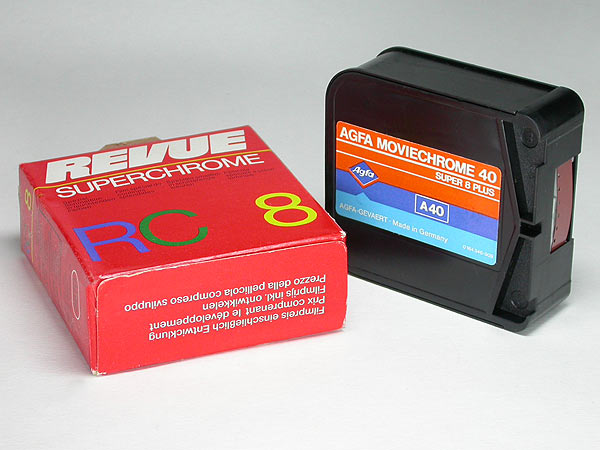 REVUE
SUPERCHROME
RC 8
Filmpreis einschließlich Entwicklung
Prix comprenant le développement
Filmprijs inkl. ontwikkelen
Prezzo della pellicola compreso sviluppo
AGFA MOVIECHROME 40
SUPER 8 PLUS
Agfa
A40
AGFA-GEVAERT · Made in Germany